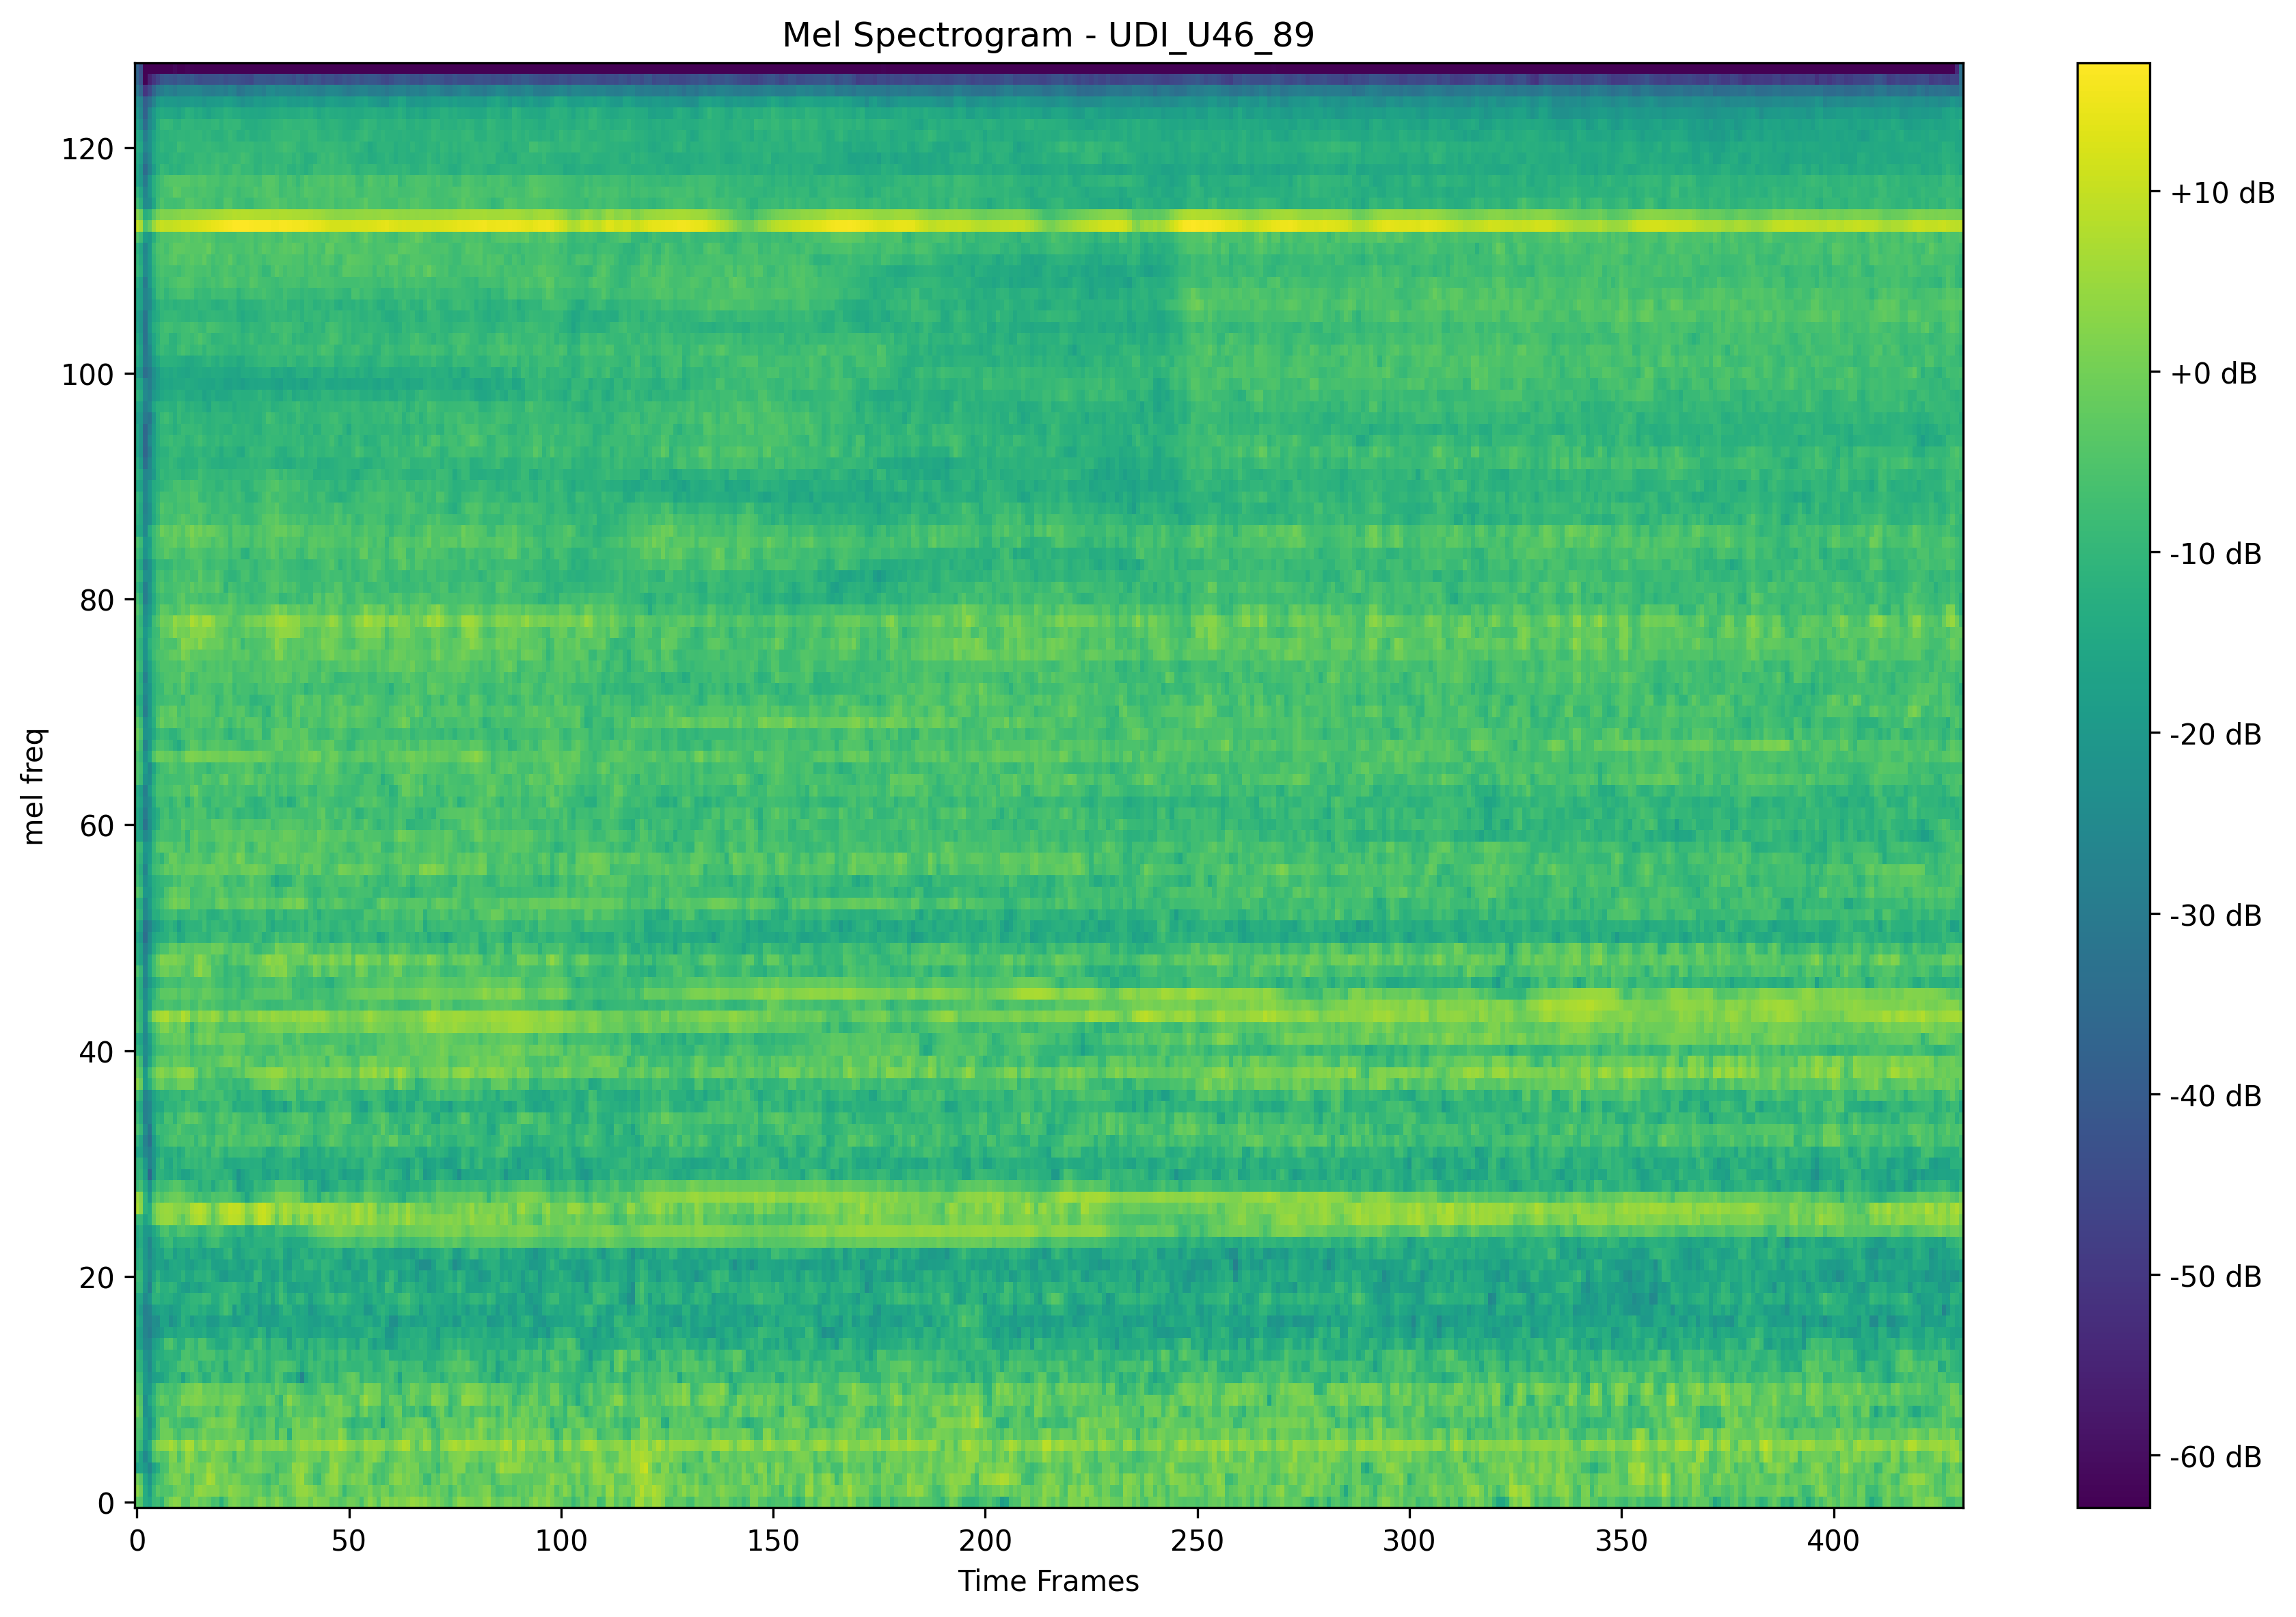 Mel Spectrogram - UDI_U46_89
mel freq
120
100
80
60
40
20
0
0 50 100 150 200 250 300 350 400
Time Frames
+10 dB
+0 dB
-10 dB
-20 dB
-30 dB
-40 dB
-50 dB
-60 dB